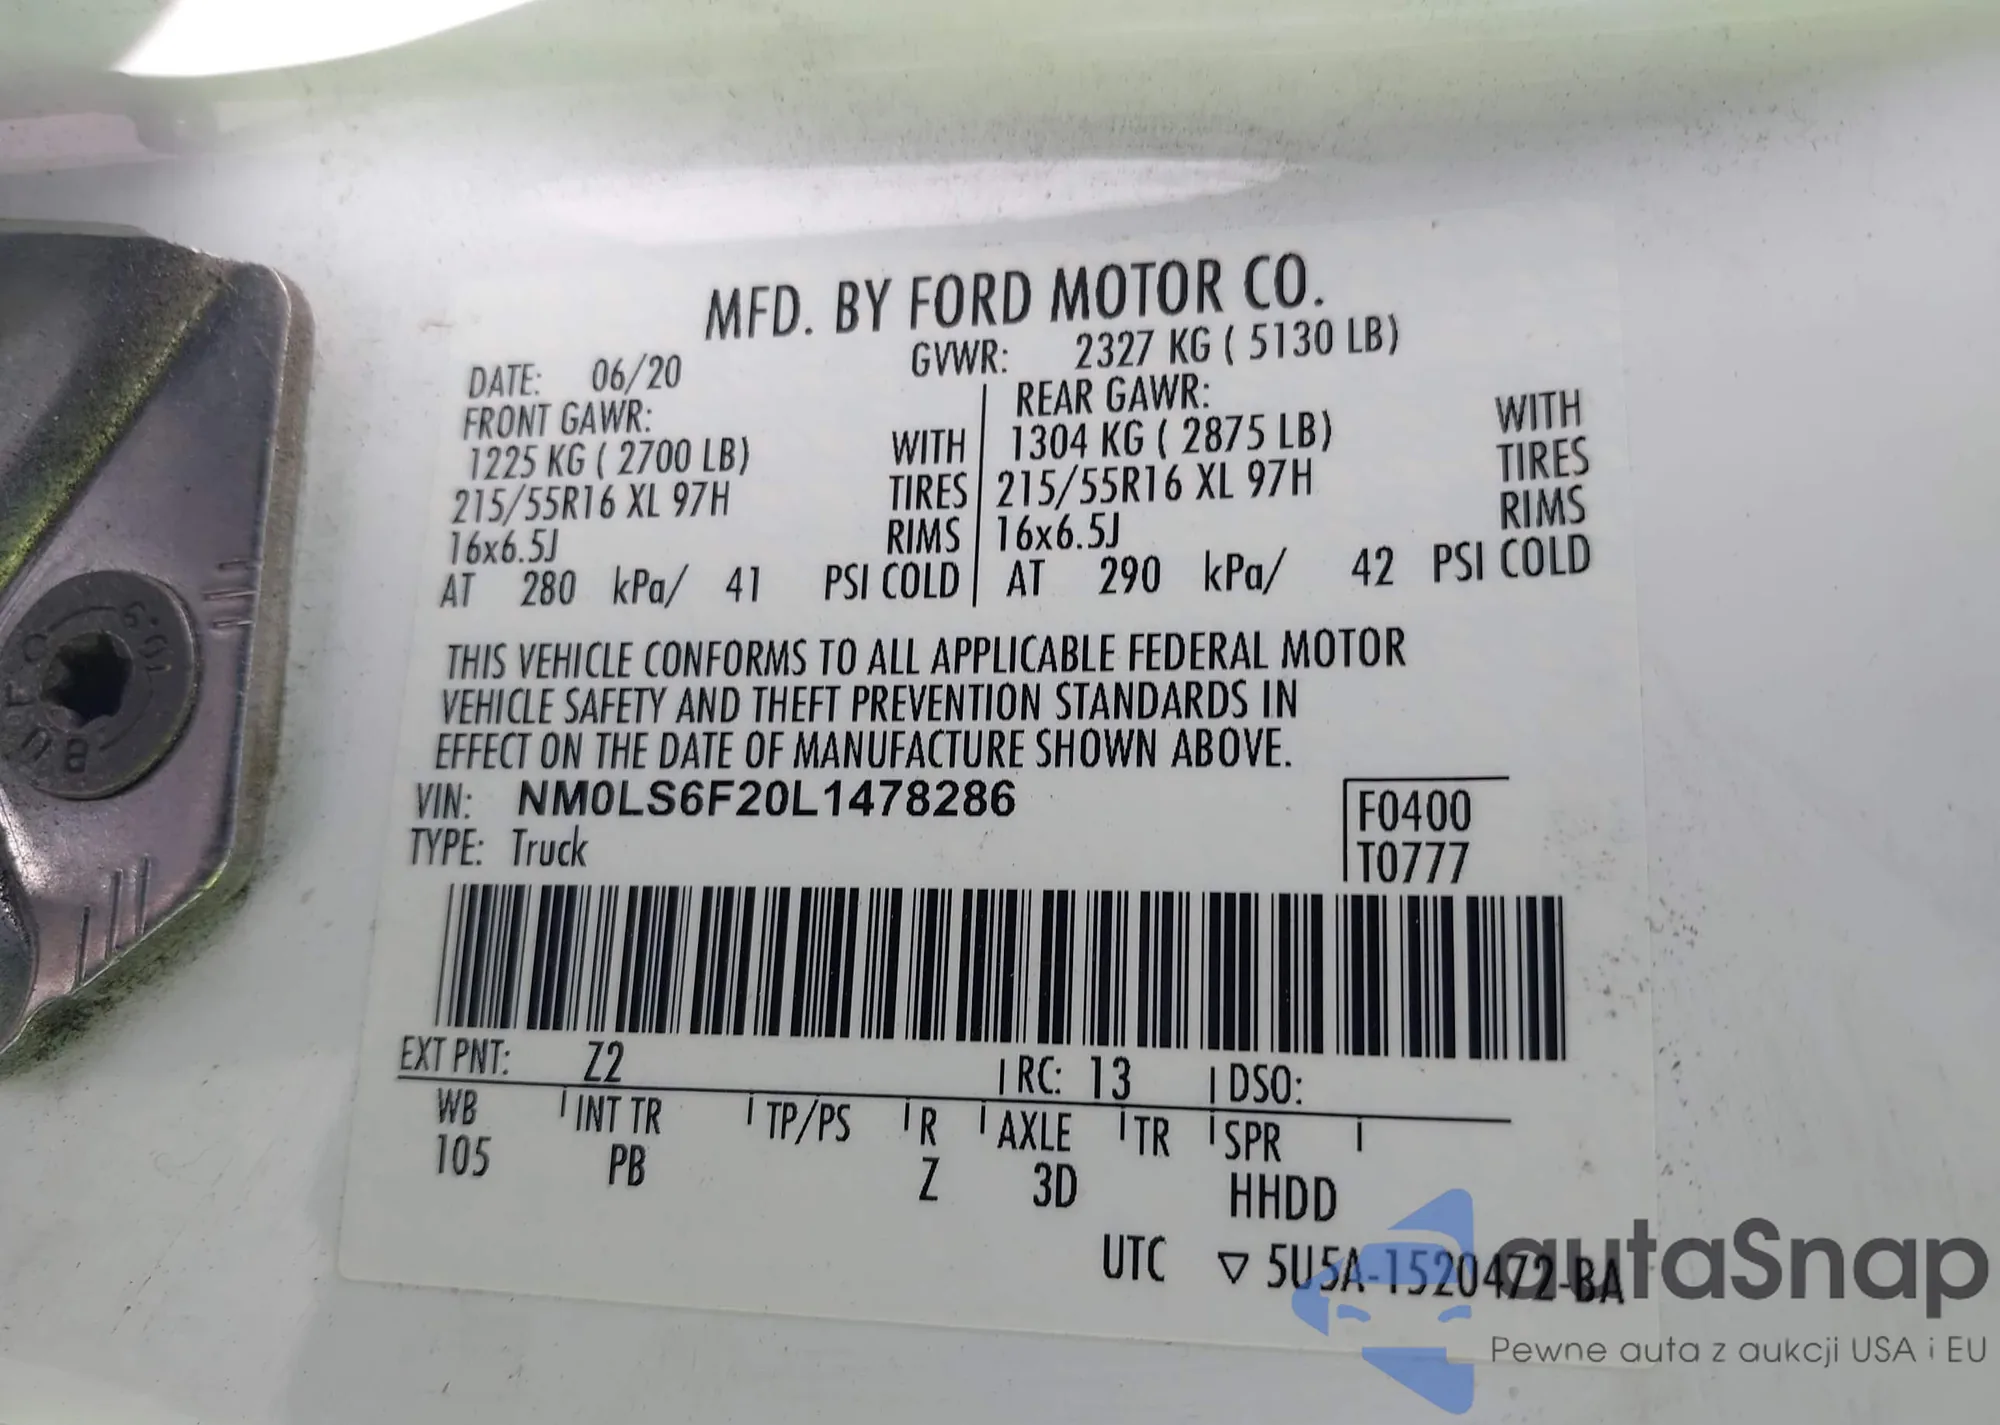 MFD. BY FORD MOTOR CO.
DATE: 06/20 GVWR: 2327 KG ( 5130 LB)
FRONT GAWR: REAR GAWR:
1225 KG ( 2700 LB) WITH 1304 KG ( 2875 LB) WITH
215/55R16 XL 97H TIRES 215/55R16 XL 97H TIRES
16x6.5J RIMS 16x6.5J RIMS
AT 280 kPa/ 41 PSI COLD AT 290 kPa/ 42 PSI COLD
THIS VEHICLE CONFORMS TO ALL APPLICABLE FEDERAL MOTOR
VEHICLE SAFETY AND THEFT PREVENTION STANDARDS IN
EFFECT ON THE DATE OF MANUFACTURE SHOWN ABOVE.
VIN: NM0LS6F20L1478286 F0400
TYPE: Truck T0777
EXT PNT: Z2 RC: 13 DSO:
WB INT TR TP/PS R AXLE TR SPR
105 PB Z 3D HHDD
UTC ▽ 5U5A-1520472-BA
autaSnap
Pewne auta z aukcji USA i EU
10.9